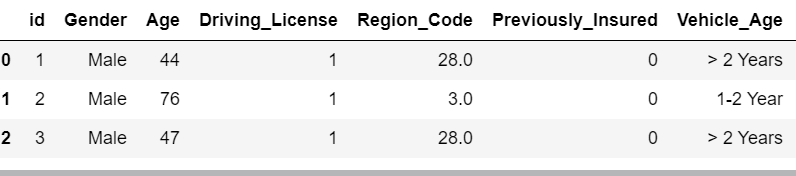 id Gender Age Driving_License Region_Code Previously_Insured Vehicle_Age
0 1 Male 44 1 28.0 0 > 2 Years
1 2 Male 76 1 3.0 0 1-2 Year
2 3 Male 47 1 28.0 0 > 2 Years